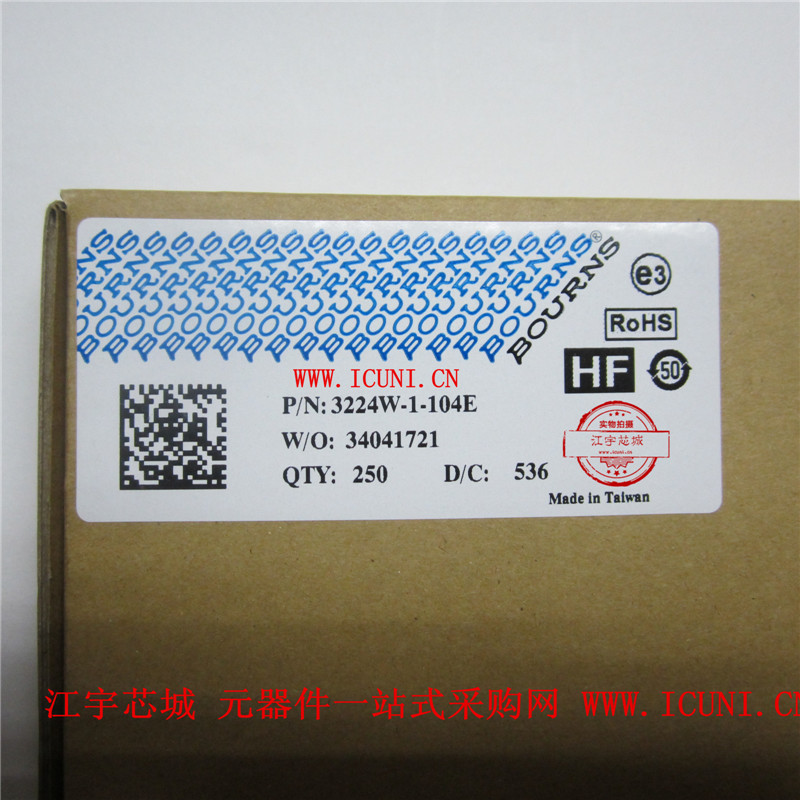 BOURNS®
BOURNS
e3
RoHS
HF
50
WWW.ICUNI.CN
P/N: 3224W-1-104E
W/O: 34041721
QTY: 250 D/C: 536
实物拍摄
江宇芯城
Made in Taiwan
江宇芯城 元器件一站式采购网 WWW.ICUNI.CN